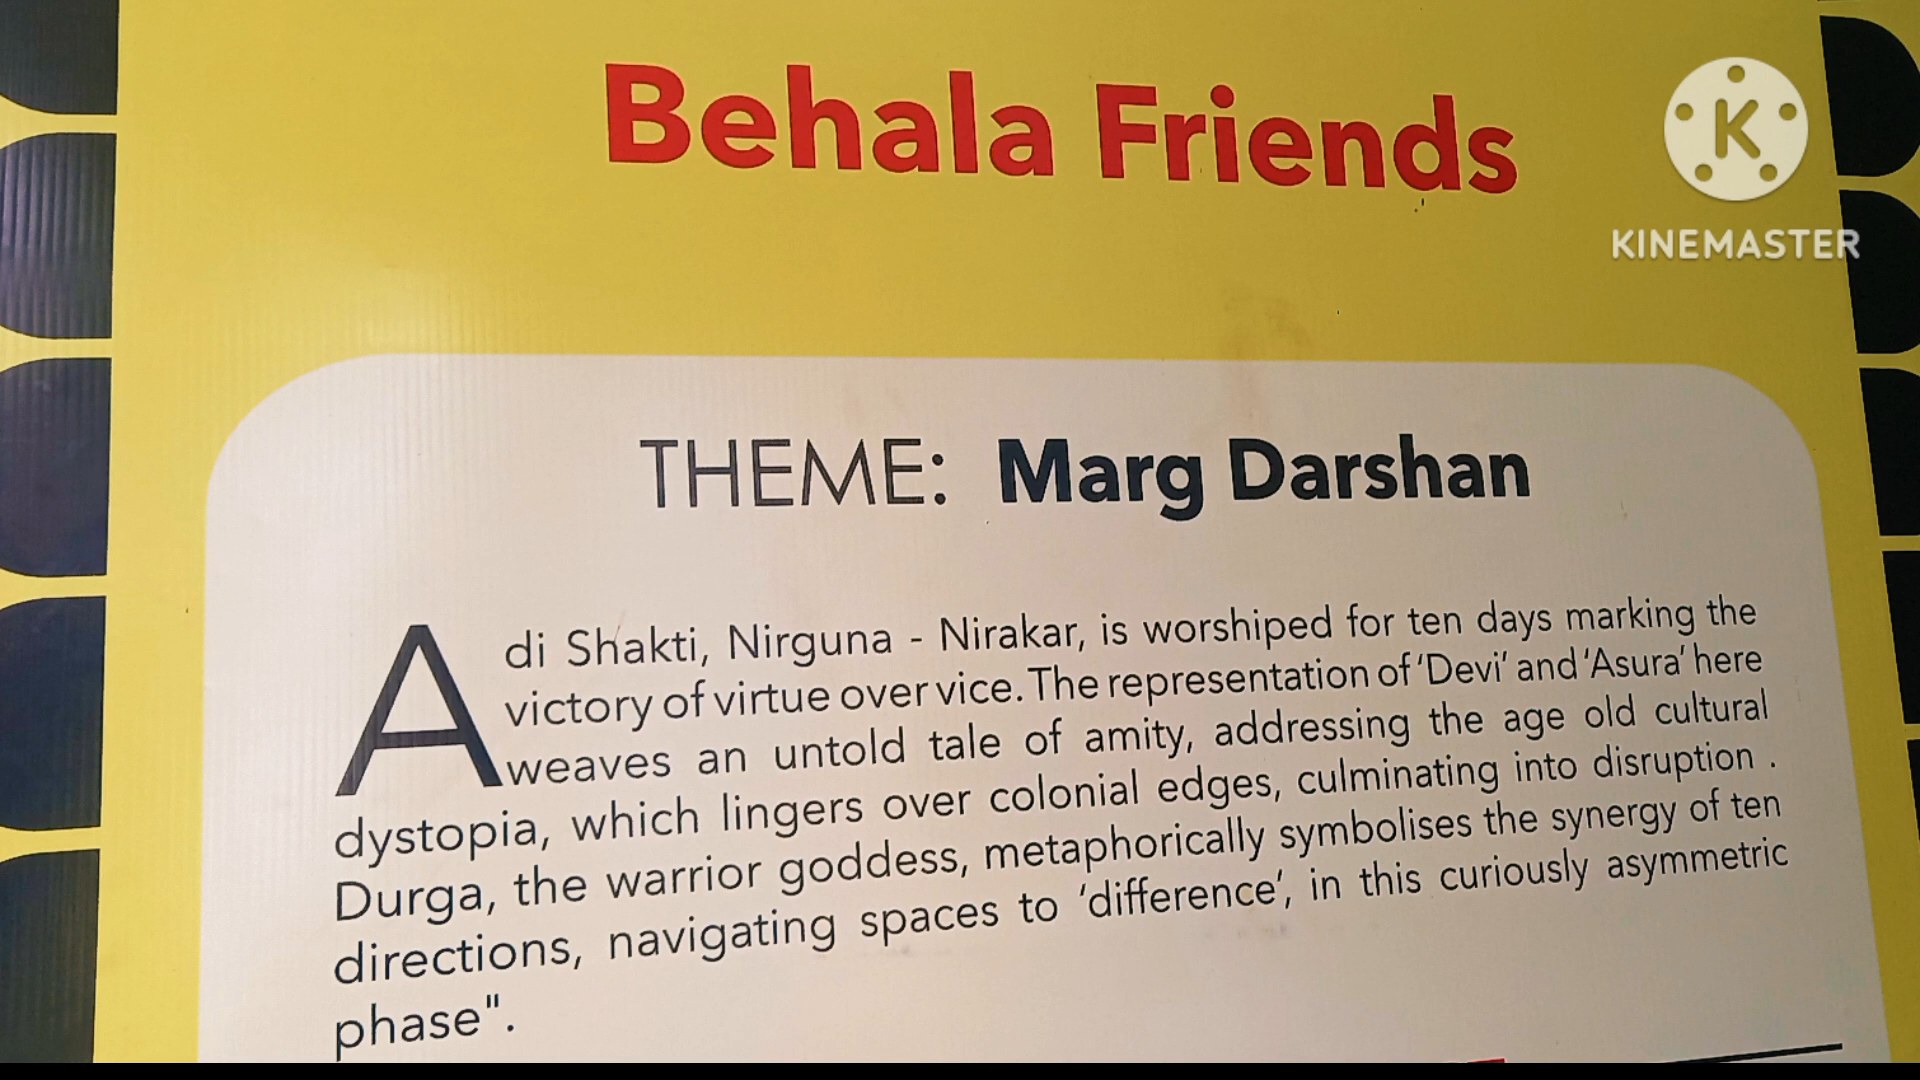 Behala Friends
K
KINEMASTER
THEME: Marg Darshan
Adi Shakti, Nirguna - Nirakar, is worshiped for ten days marking the
victory of virtue over vice. The representation of 'Devi' and 'Asura' here
weaves an untold tale of amity, addressing the age old cultural
dystopia, which lingers over colonial edges, culminating into disruption .
Durga, the warrior goddess, metaphorically symbolises the synergy of ten
directions, navigating spaces to 'difference', in this curiously asymmetric
phase".